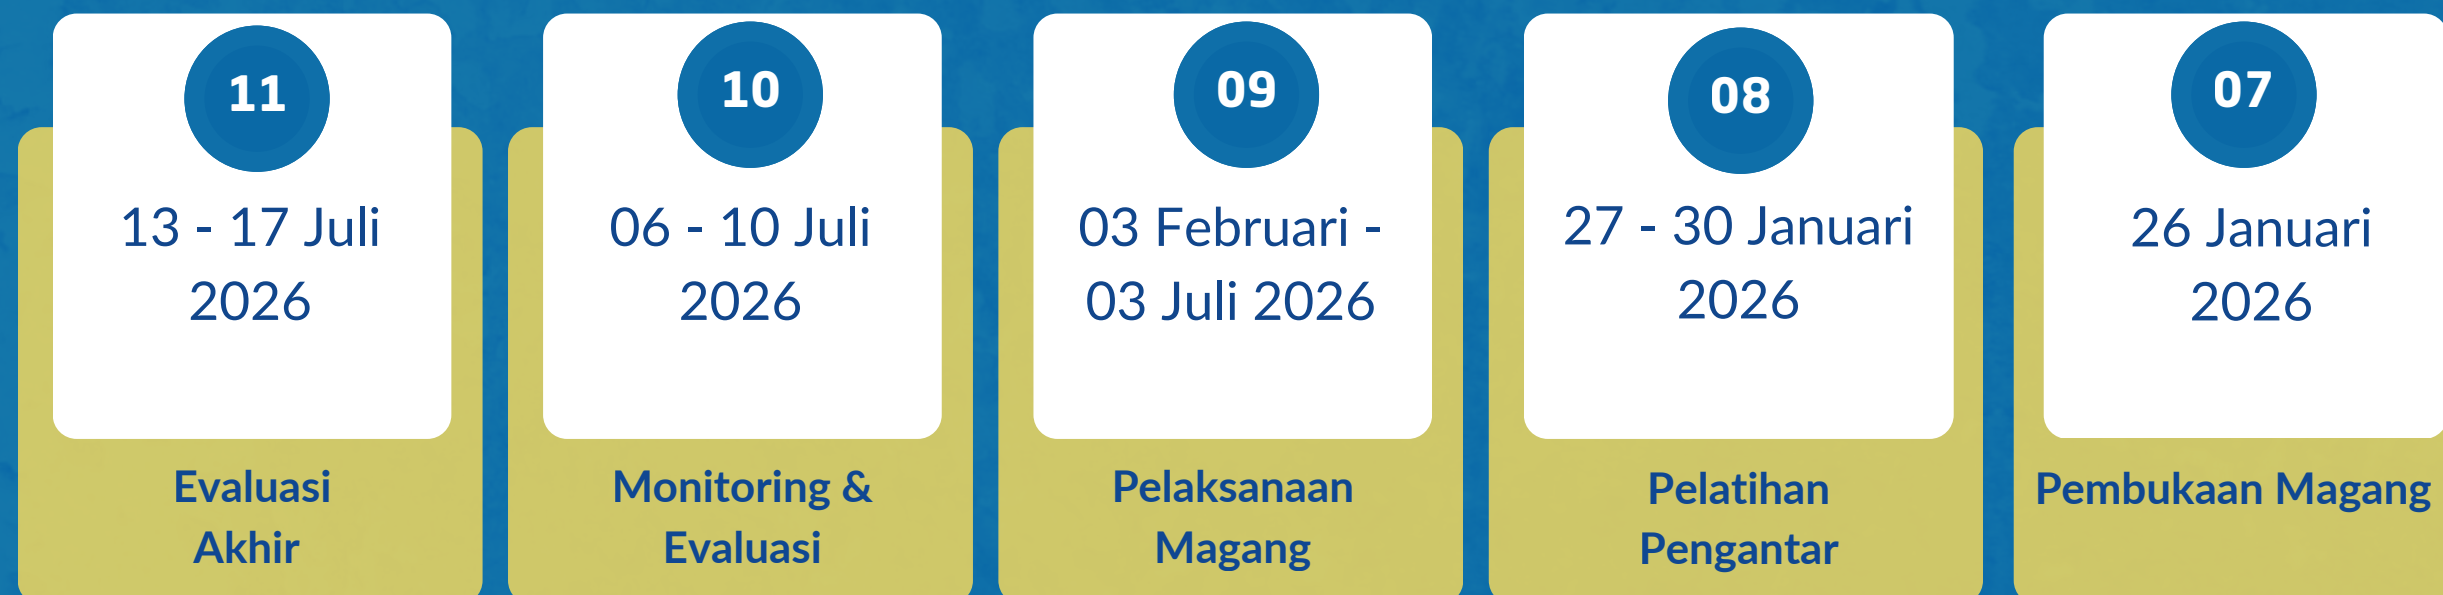 11
13 - 17 Juli
2026
Evaluasi
Akhir
10
06 - 10 Juli
2026
Monitoring &
Evaluasi
09
03 Februari -
03 Juli 2026
Pelaksanaan
Magang
08
27 - 30 Januari
2026
Pelatihan
Pengantar
07
26 Januari
2026
Pembukaan Magang